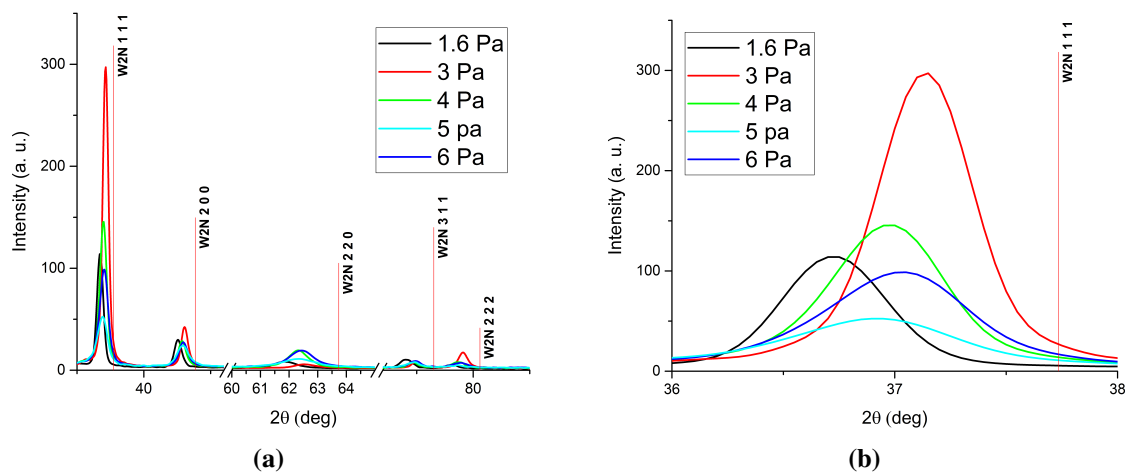 1.6 Pa
3 Pa
4 Pa
5 pa
6 Pa
W2N 1 1 1
W2N 2 0 0
W2N 2 2 0
W2N 3 1 1
W2N 2 2 2
Intensity (a. u.)
300
200
100
0
40 60 61 62 63 64 80
2θ (deg)
(a)
1.6 Pa
3 Pa
4 Pa
5 pa
6 Pa
W2N 1 1 1
Intensity (a. u.)
300
200
100
0
36 37 38
2θ (deg)
(b)